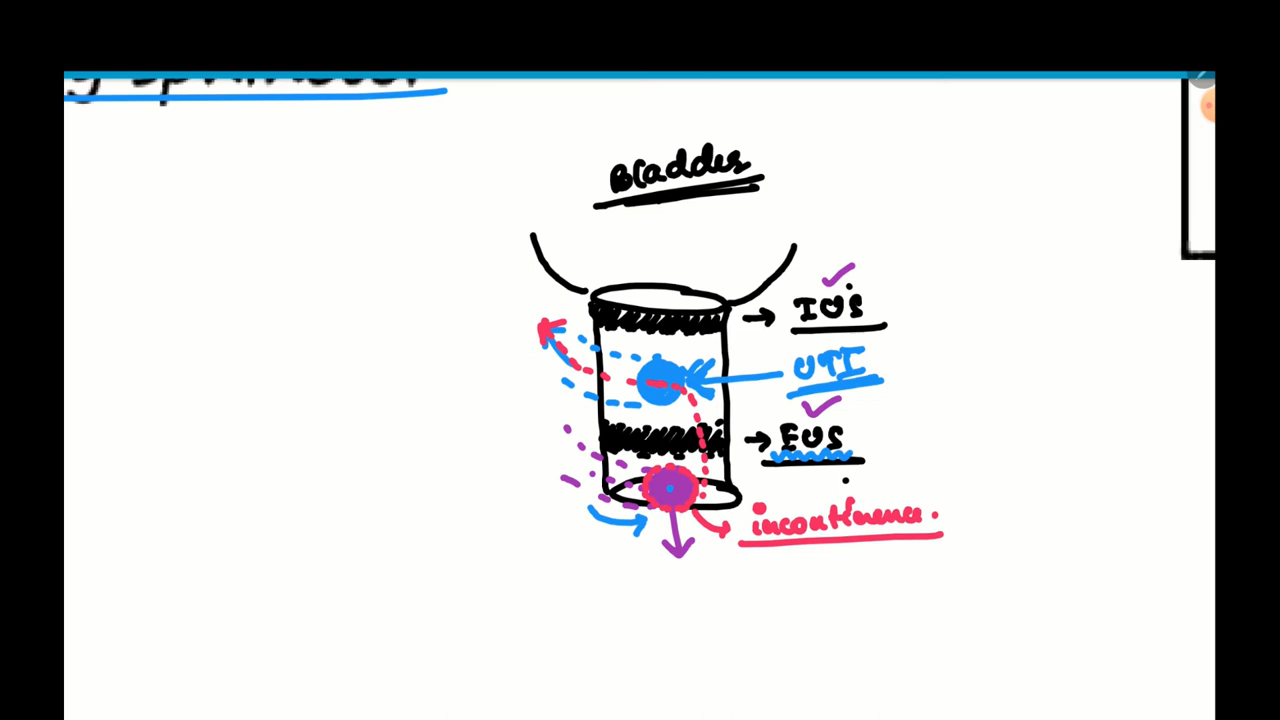 Bladder
→ IUS
UTI
→ EUS
incontinence.